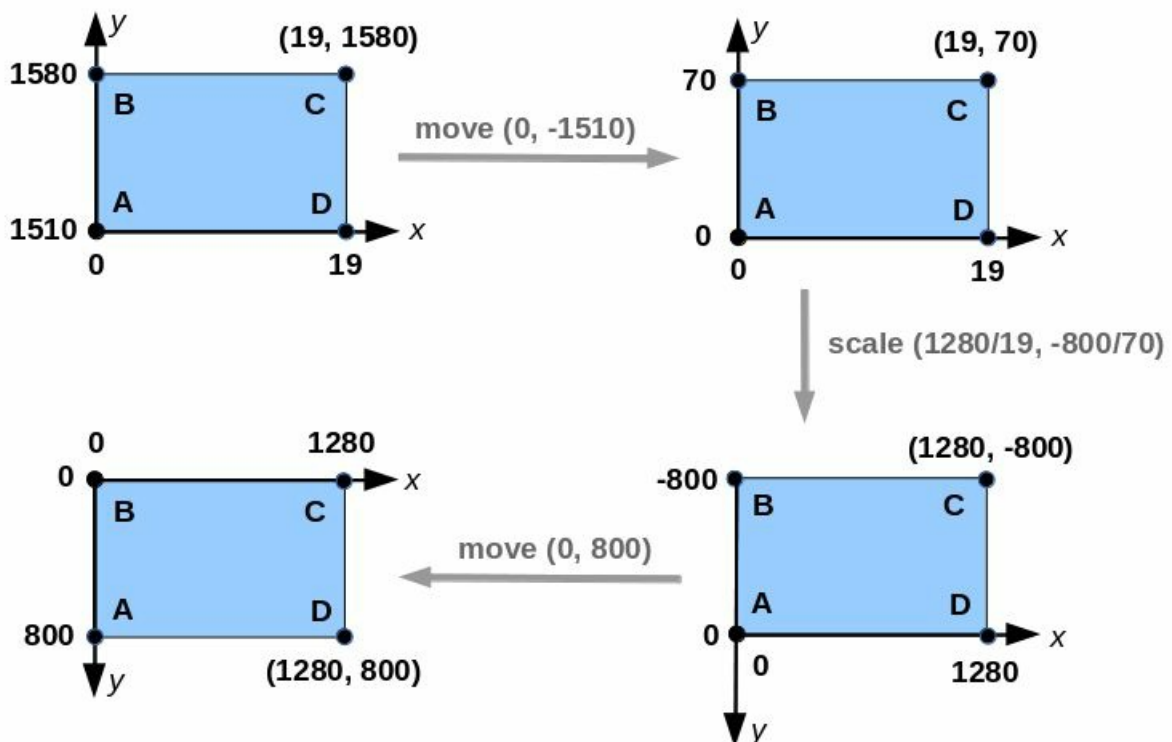 y
(19, 1580)
1580
B C
A D
1510
x
0 19
move (0, -1510)
y
(19, 70)
70
B C
A D
0
x
0 19
scale (1280/19, -800/70)
(1280, -800)
-800
B C
A D
0
x
0 1280
y
move (0, 800)
0 1280
0
x
B C
A D
800
y
(1280, 800)